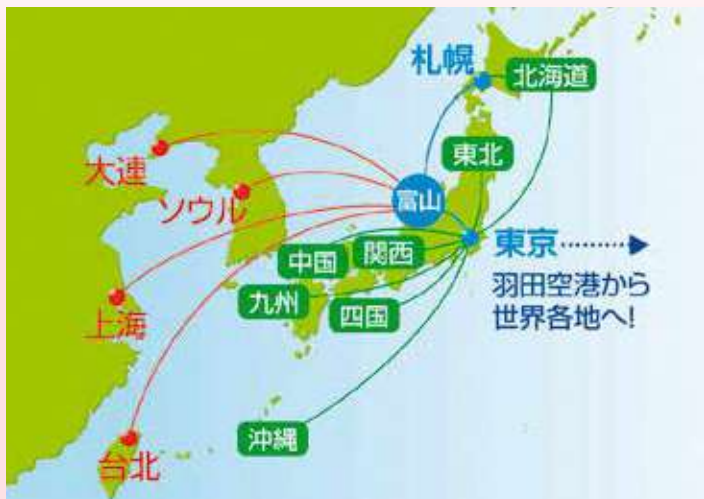 札幌
北海道
東北
大連
ソウル
富山
東京
中国
関西
羽田空港から
世界各地へ!
上海
九州
四国
沖縄
台北